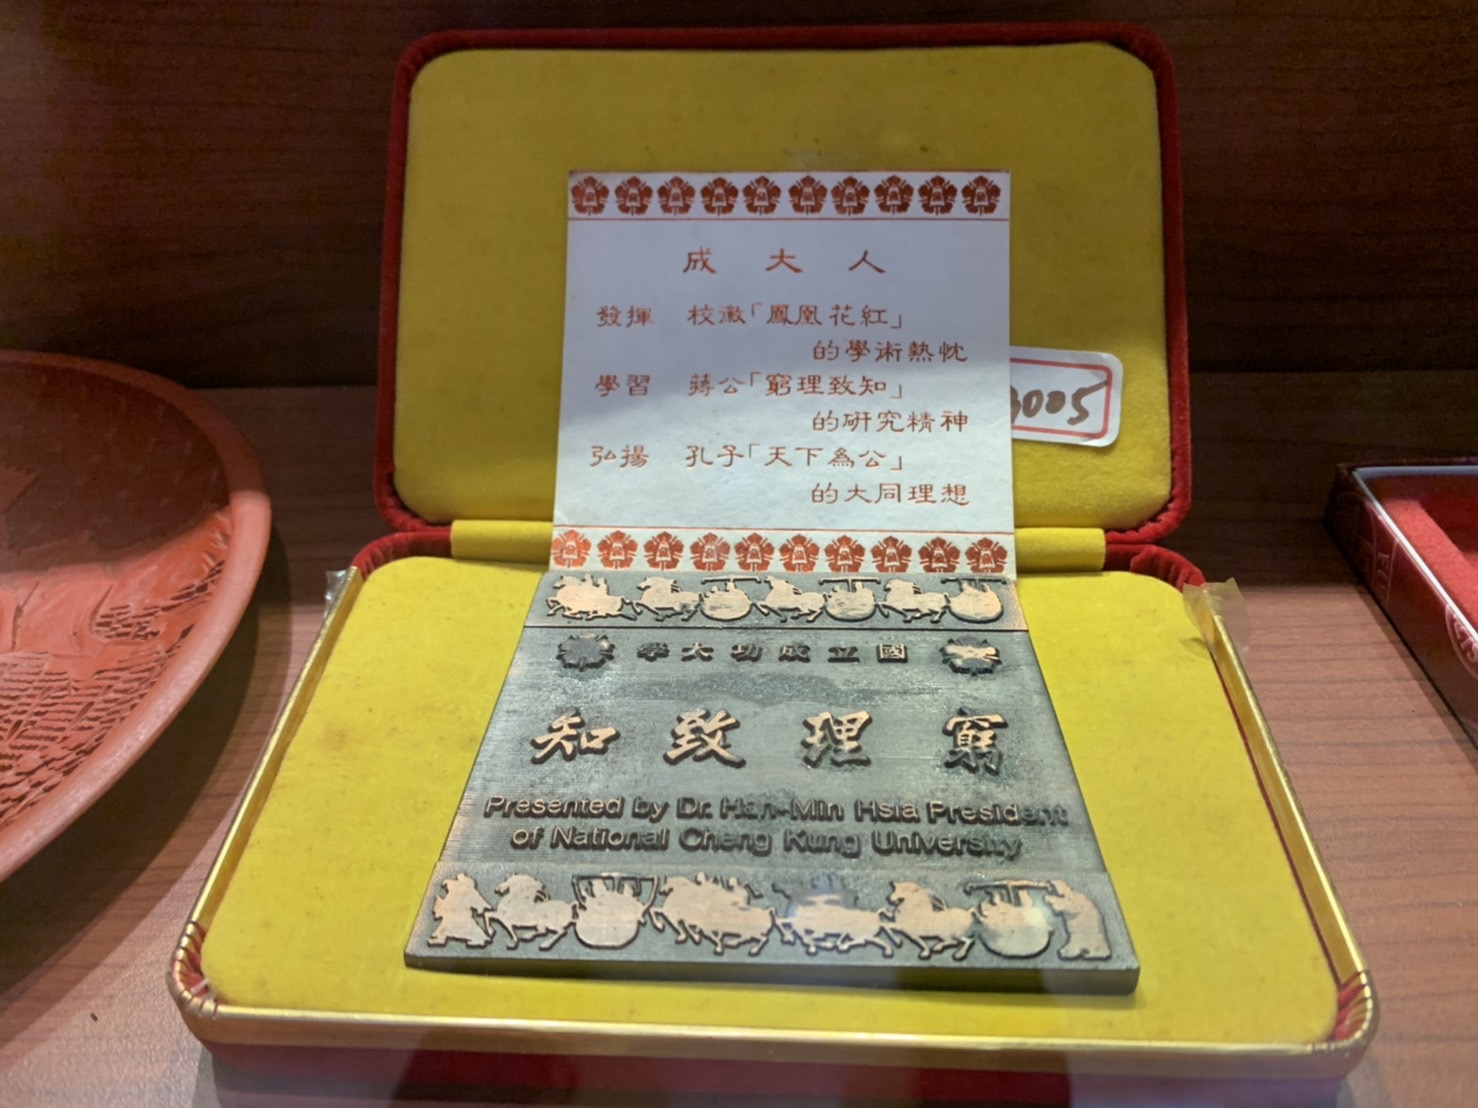 成大人
發揮 校徽「鳳凰花紅」
的學術熱忱
學習 蔣公「窮理致知」
的研究精神
弘揚 孔子「天下為公」
的大同理想
005
國立成功大學
窮理致知
Presented by Dr. Han-Min Hsia President
of National Cheng Kung University